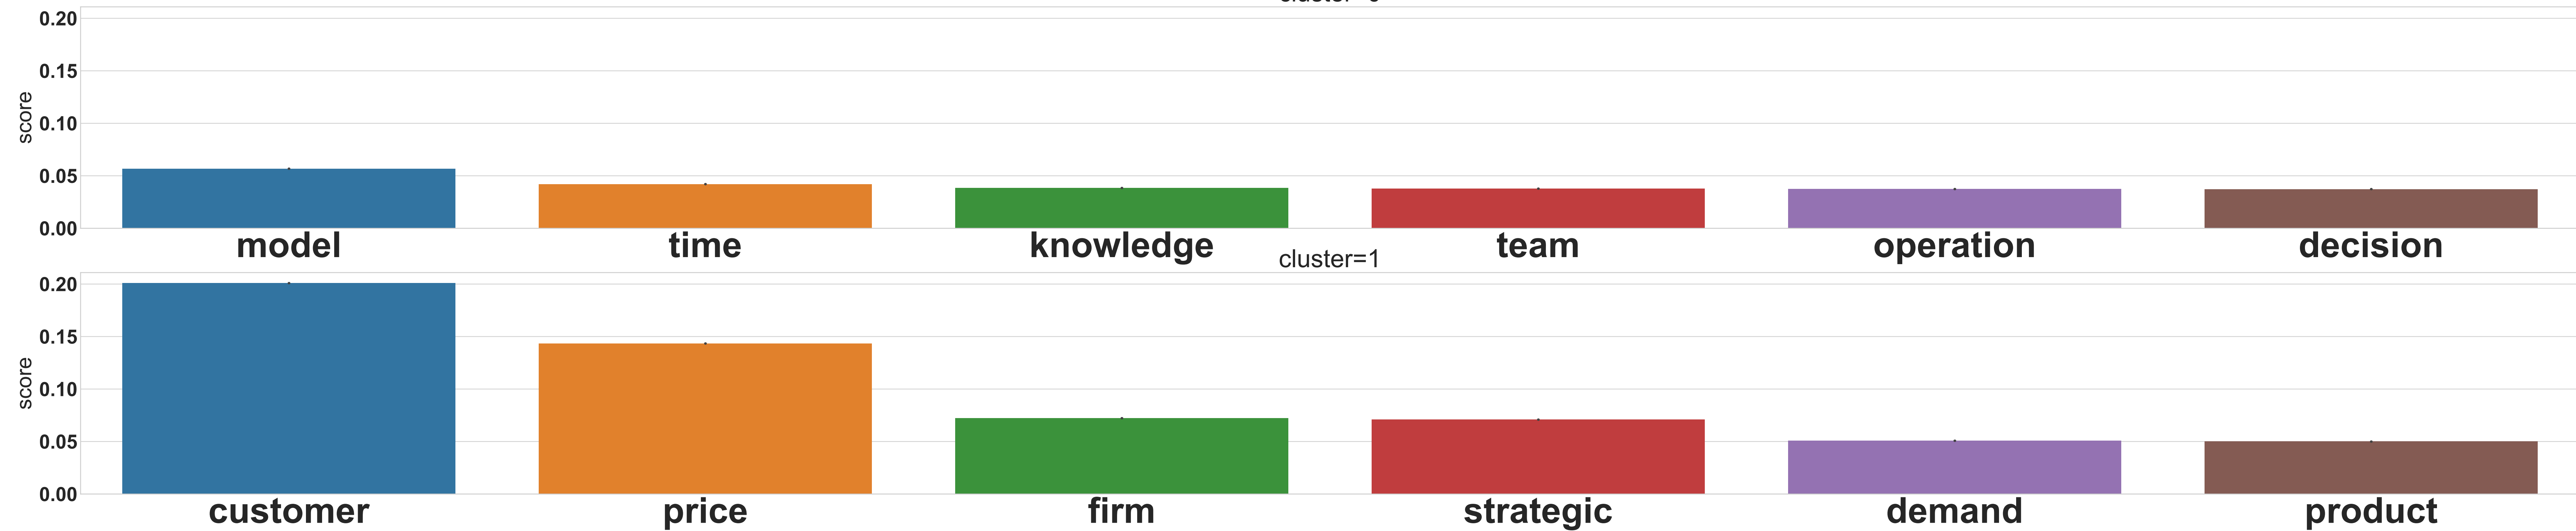 0.20
0.15
0.10
0.05
0.00
score
model time knowledge team operation decision
cluster=1
0.20
0.15
0.10
0.05
0.00
score
customer price firm strategic demand product